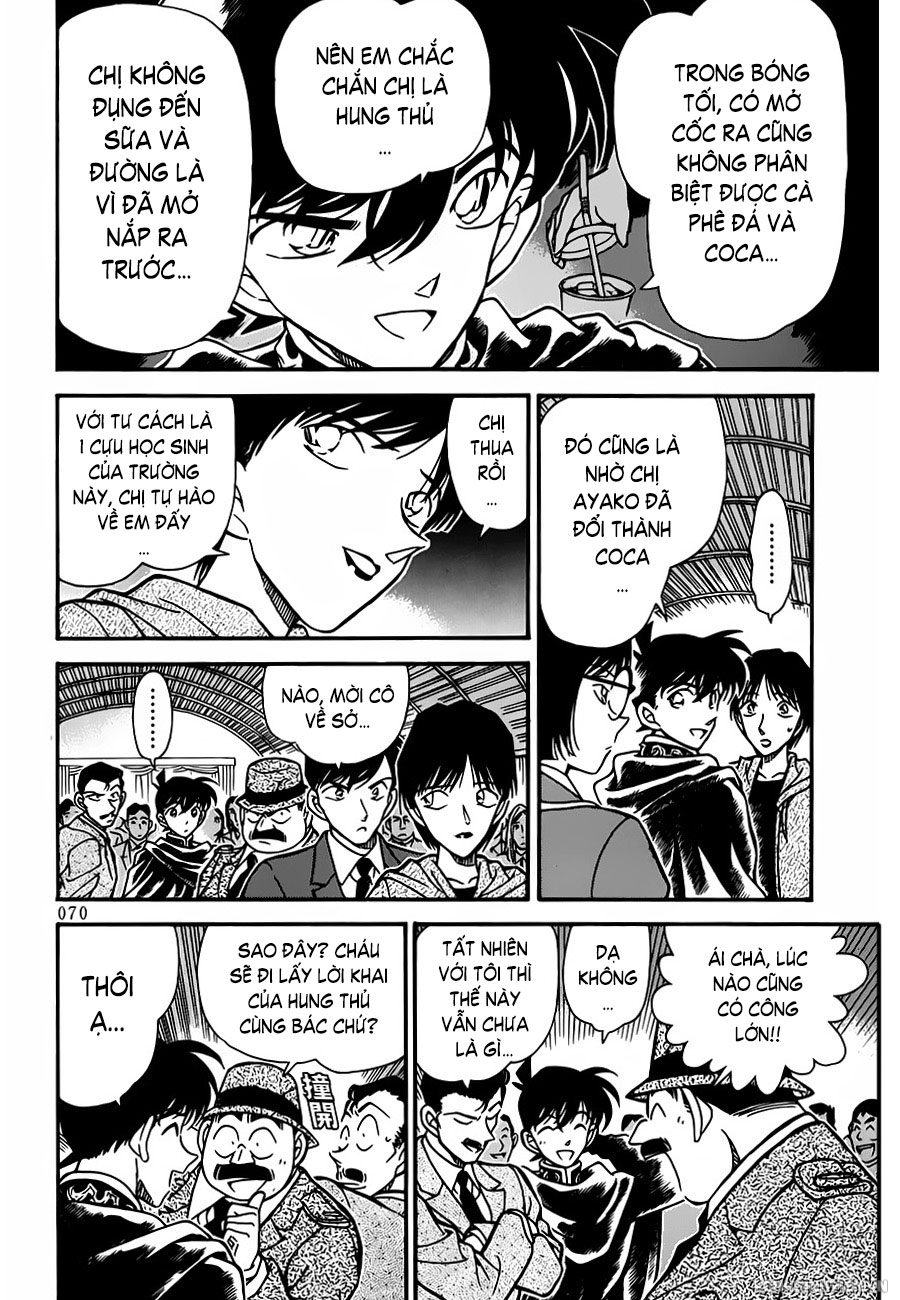 TRONG BÓNG
TỐI, CÓ MỞ
CỐC RA CŨNG
KHÔNG PHÂN
BIỆT ĐƯỢC CÀ
PHÊ ĐÁ VÀ
COCA...
NÊN EM CHẮC
CHẮN CHỊ LÀ
HUNG THỦ
...
CHỊ KHÔNG
ĐỤNG ĐẾN
SỮA VÀ
ĐƯỜNG LÀ
VÌ ĐÃ MỞ
NẮP RA
TRƯỚC...
ĐÓ CŨNG LÀ
NHỜ CHỊ
AYAKO ĐÃ
ĐỔI THÀNH
COCA
...
........
CHỊ
THUA
RỒI
...
VỚI TƯ CÁCH LÀ
1 CỰU HỌC SINH
CỦA TRƯỜNG
NÀY, CHỊ TỰ HÀO
VỀ EM ĐẤY
...
NÀO, MỜI CÔ
VỀ SỞ...
........
070
ÁI CHÀ, LÚC
NÀO CŨNG
CÓ CÔNG
LỚN!!
DẠ
KHÔNG
...
TẤT NHIÊN
VỚI TÔI THÌ
THẾ NÀY
VẪN CHƯA
LÀ GÌ...
SAO ĐÂY? CHÁU
SẼ ĐI LẤY LỜI KHAI
CỦA HUNG THỦ
CÙNG BÁC CHỨ?
撞開
THÔI
Ạ...